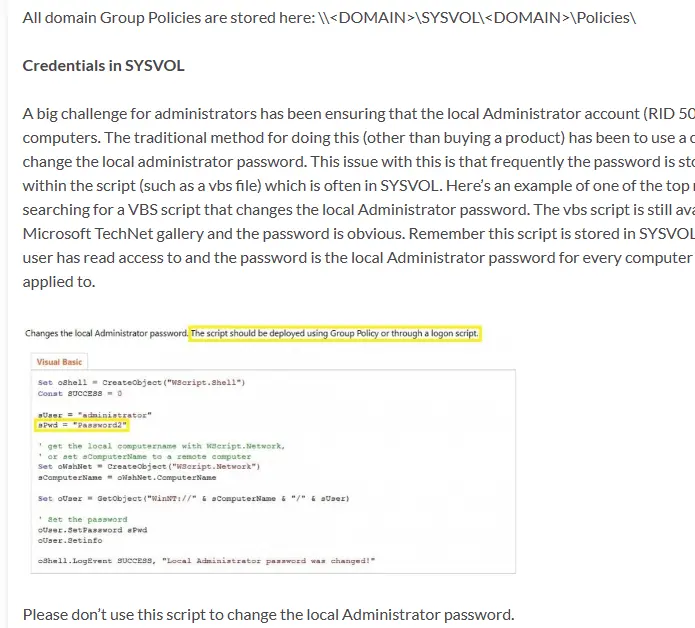 All domain Group Policies are stored here: \\<DOMAIN>\SYSVOL\<DOMAIN>\Policies\
Credentials in SYSVOL
A big challenge for administrators has been ensuring that the local Administrator account (RID 50
computers. The traditional method for doing this (other than buying a product) has been to use a
change the local administrator password. This issue with this is that frequently the password is
within the script (such as a vbs file) which is often in SYSVOL. Here's an example of one of the top
searching for a VBS script that changes the local Administrator password. The vbs script is still
Microsoft TechNet gallery and the password is obvious. Remember this script is stored in SYSVOL
user has read access to and the password is the local Administrator password for every computer
applied to.
Changes the local Administrator password. The script should be deployed using Group Policy or through a logon script.
Visual Basic
Set oShell = CreateObject("WScript.Shell")
Const SUCCESS = 0
sUser = "administrator"
sPwd = "Password2"
' get the local computername with WScript.Network,
' or set sComputerName to a remote computer
Set oWshNet = CreateObject("WScript.Network")
sComputerName = oWshNet.ComputerName
Set oUser = GetObject("WinNT://" & sComputerName & "/" & sUser)
' Set the password
oUser.SetPassword sPwd
oUser.Setinfo
oShell.LogEvent SUCCESS, "Local Administrator password was changed!"
Please don't use this script to change the local Administrator password.